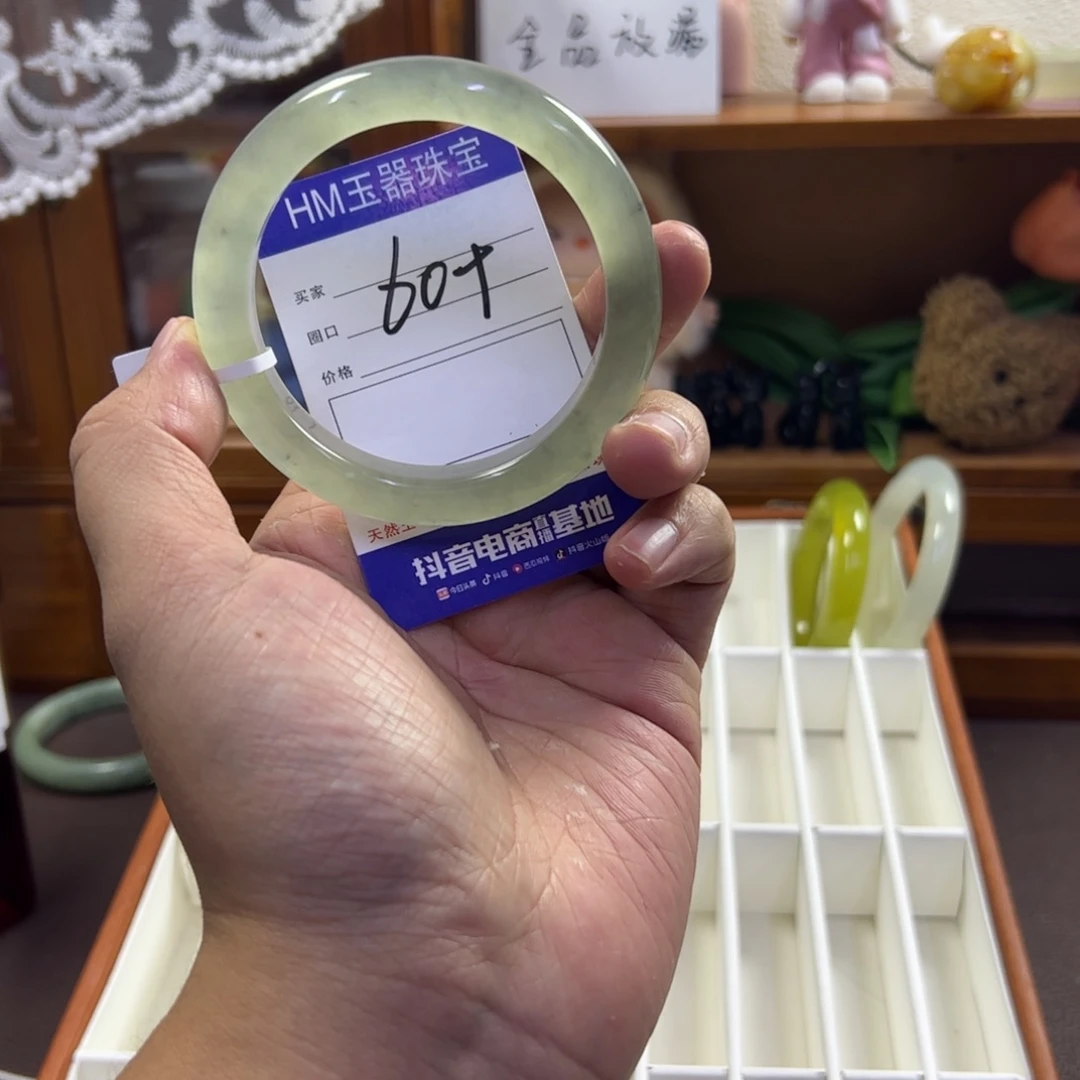 全品放漏
HM玉器珠宝
买家
60+
圈口
价格
天然玉
抖音电商直播基地
今日头条 抖音 西瓜视频 抖音火山版